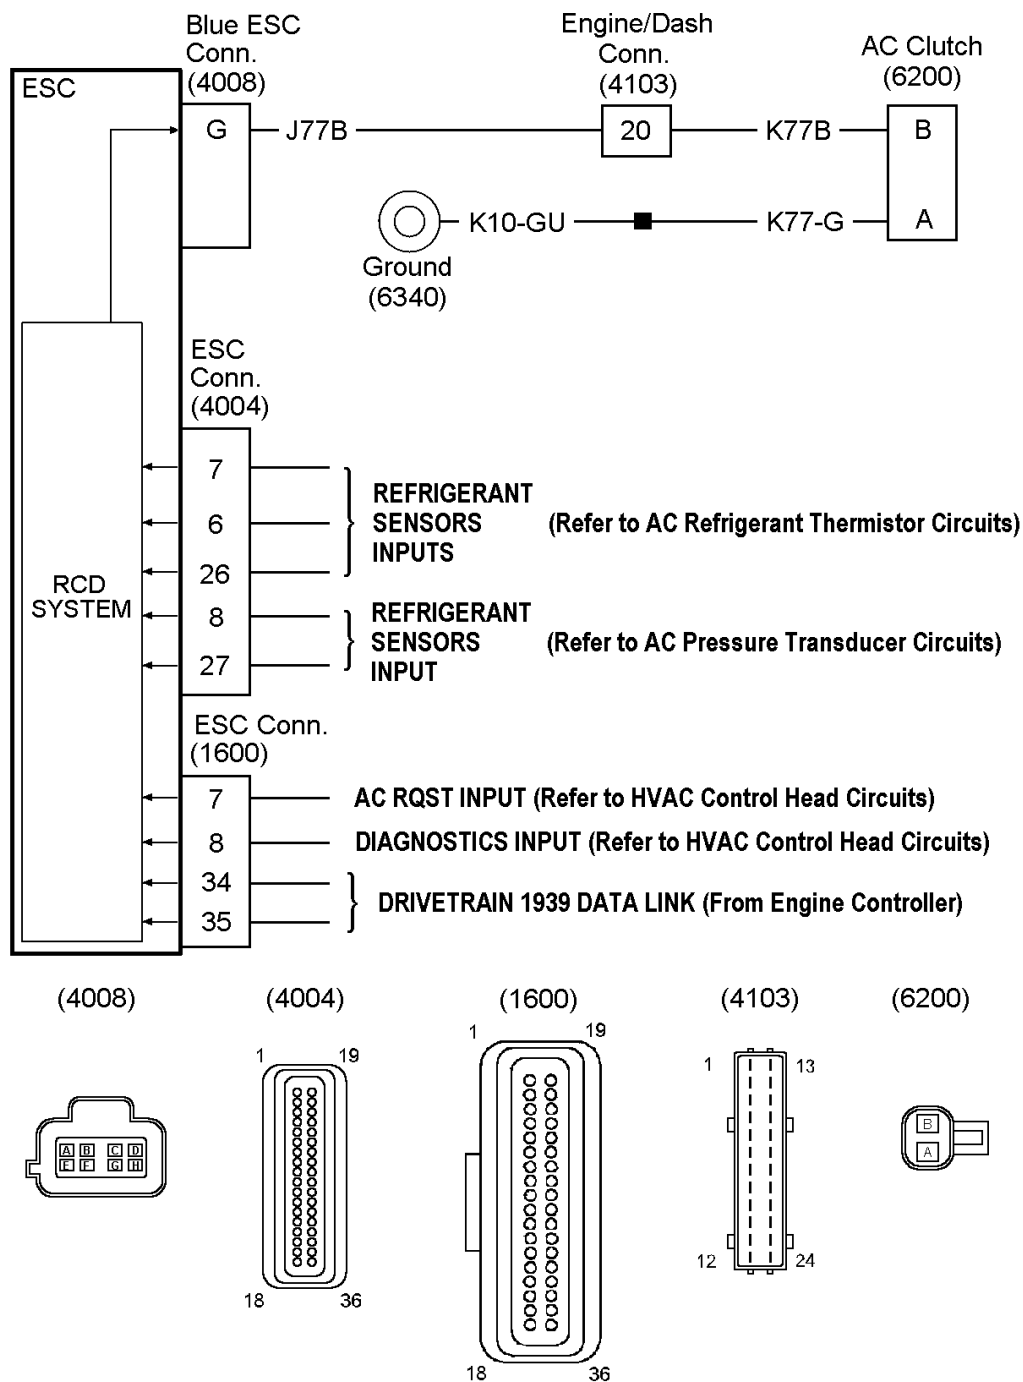 Blue ESC
Conn.
(4008)
Engine/Dash
Conn.
(4103)
AC Clutch
(6200)
ESC
G
J77B
20
K77B
B
K10-GU
K77-G
A
Ground
(6340)
ESC
Conn.
(4004)
7
6
26
8
27
REFRIGERANT
SENSORS
INPUTS
(Refer to AC Refrigerant Thermistor Circuits)
RCD
SYSTEM
REFRIGERANT
SENSORS
INPUT
(Refer to AC Pressure Transducer Circuits)
ESC Conn.
(1600)
7
AC RQST INPUT (Refer to HVAC Control Head Circuits)
8
DIAGNOSTICS INPUT (Refer to HVAC Control Head Circuits)
34
35
DRIVETRAIN 1939 DATA LINK (From Engine Controller)
(4008)
(4004)
(1600)
(4103)
(6200)
A B C D
E F G H
1 19
18 36
1 19
18 36
1 13
12 24
B
A